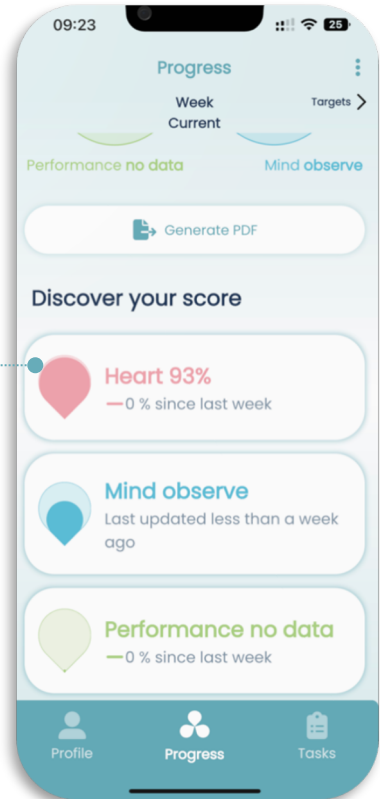 09:23
25
Progress
Week
Targets
Current
Performance no data
Mind observe
Generate PDF
Discover your score
Heart 93%
—0 % since last week
Mind observe
Last updated less than a week
ago
Performance no data
—0 % since last week
Profile
Progress
Tasks